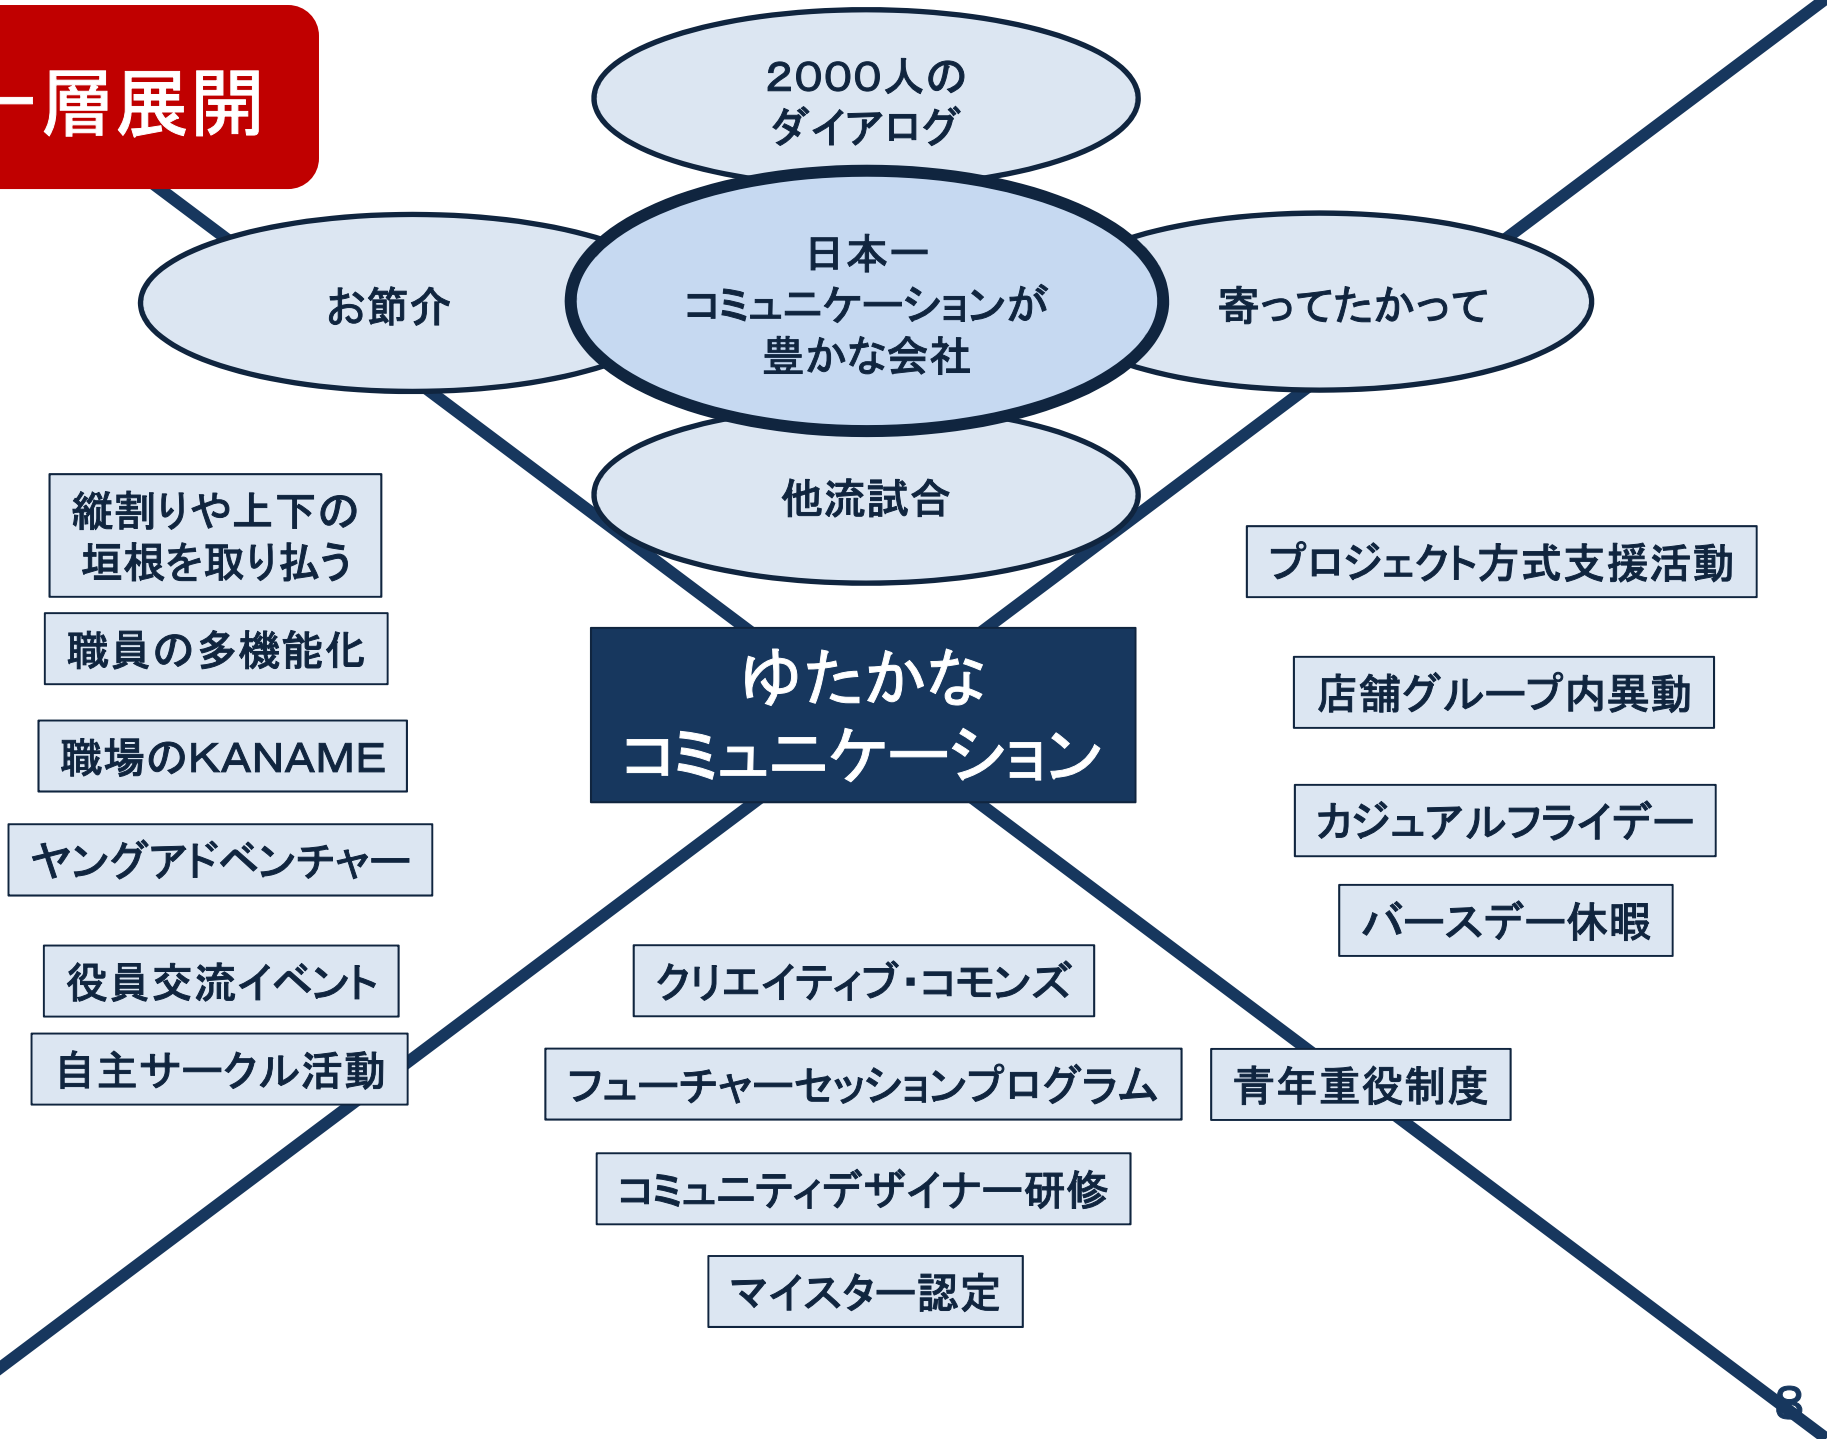 一層展開
2000人の
ダイアログ
お節介
日本一
コミュニケーションが
豊かな会社
寄ってたかって
他流試合
縦割りや上下の
垣根を取り払う
職員の多機能化
職場のKANAME
ヤングアドベンチャー
役員交流イベント
自主サークル活動
ゆたかな
コミュニケーション
プロジェクト方式支援活動
店舗グループ内異動
カジュアルフライデー
バースデー休暇
クリエイティブ・コモンズ
フューチャーセッションプログラム
青年重役制度
コミュニティデザイナー研修
マイスター認定
8